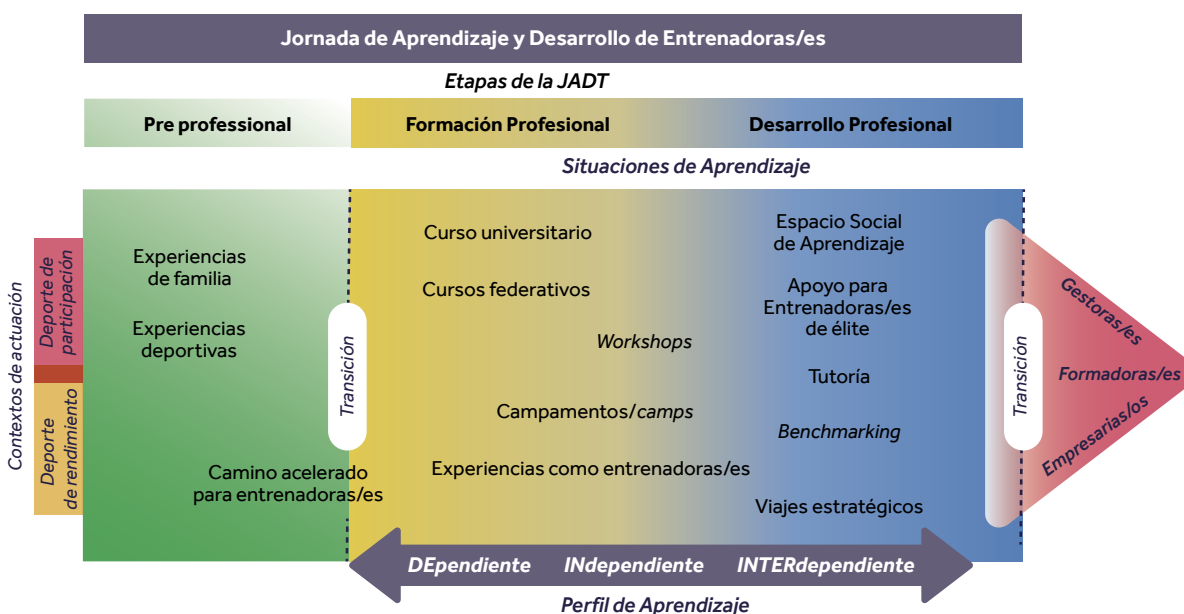 Jornada de Aprendizaje y Desarrollo de Entrenadoras/es
Etapas de la JADT
Pre professional
Formación Profesional
Desarrollo Profesional
Situaciones de Aprendizaje
Contextos de actuación
Deporte de
participación
Deporte
de rendimiento
Experiencias
de familia
Experiencias
deportivas
Camino acelerado
para entrenadoras/es
Transición
Curso universitario
Cursos federativos
Workshops
Campamentos/camps
Experiencias como entrenadoras/es
Espacio Social
de Aprendizaje
Apoyo para
Entrenadoras/es
de élite
Tutoría
Benchmarking
Viajes estratégicos
Transición
Gestoras/es
Formadoras/es
Empresarias/os
DEpendiente
INdependiente
INTERdependiente
Perfil de Aprendizaje